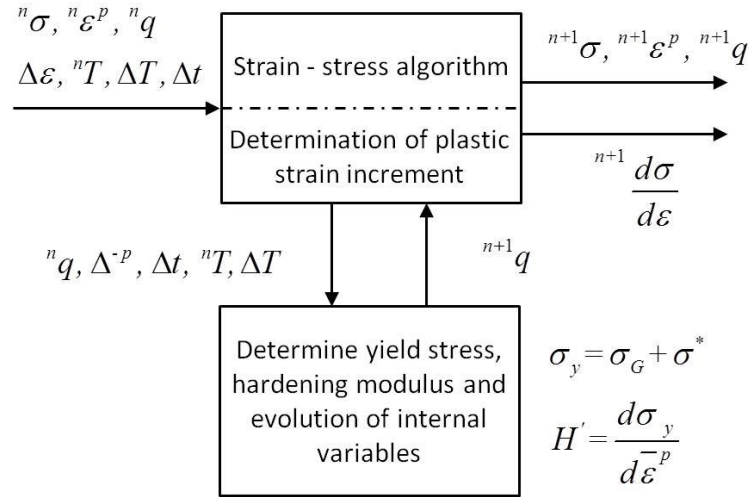 ⁿσ, ⁿεᵖ, ⁿq
Δε, ⁿT, ΔT, Δt
Strain - stress algorithm
Determination of plastic
strain increment
ⁿ⁺¹σ, ⁿ⁺¹εᵖ, ⁿ⁺¹q
ⁿ⁺¹ dσ/dε
ⁿq, Δ⁻ᵖ, Δt, ⁿT, ΔT
ⁿ⁺¹q
Determine yield stress,
hardening modulus and
evolution of internal
variables
σ_y = σ_G + σ*
H' = dσ_y/dε̄ᵖ